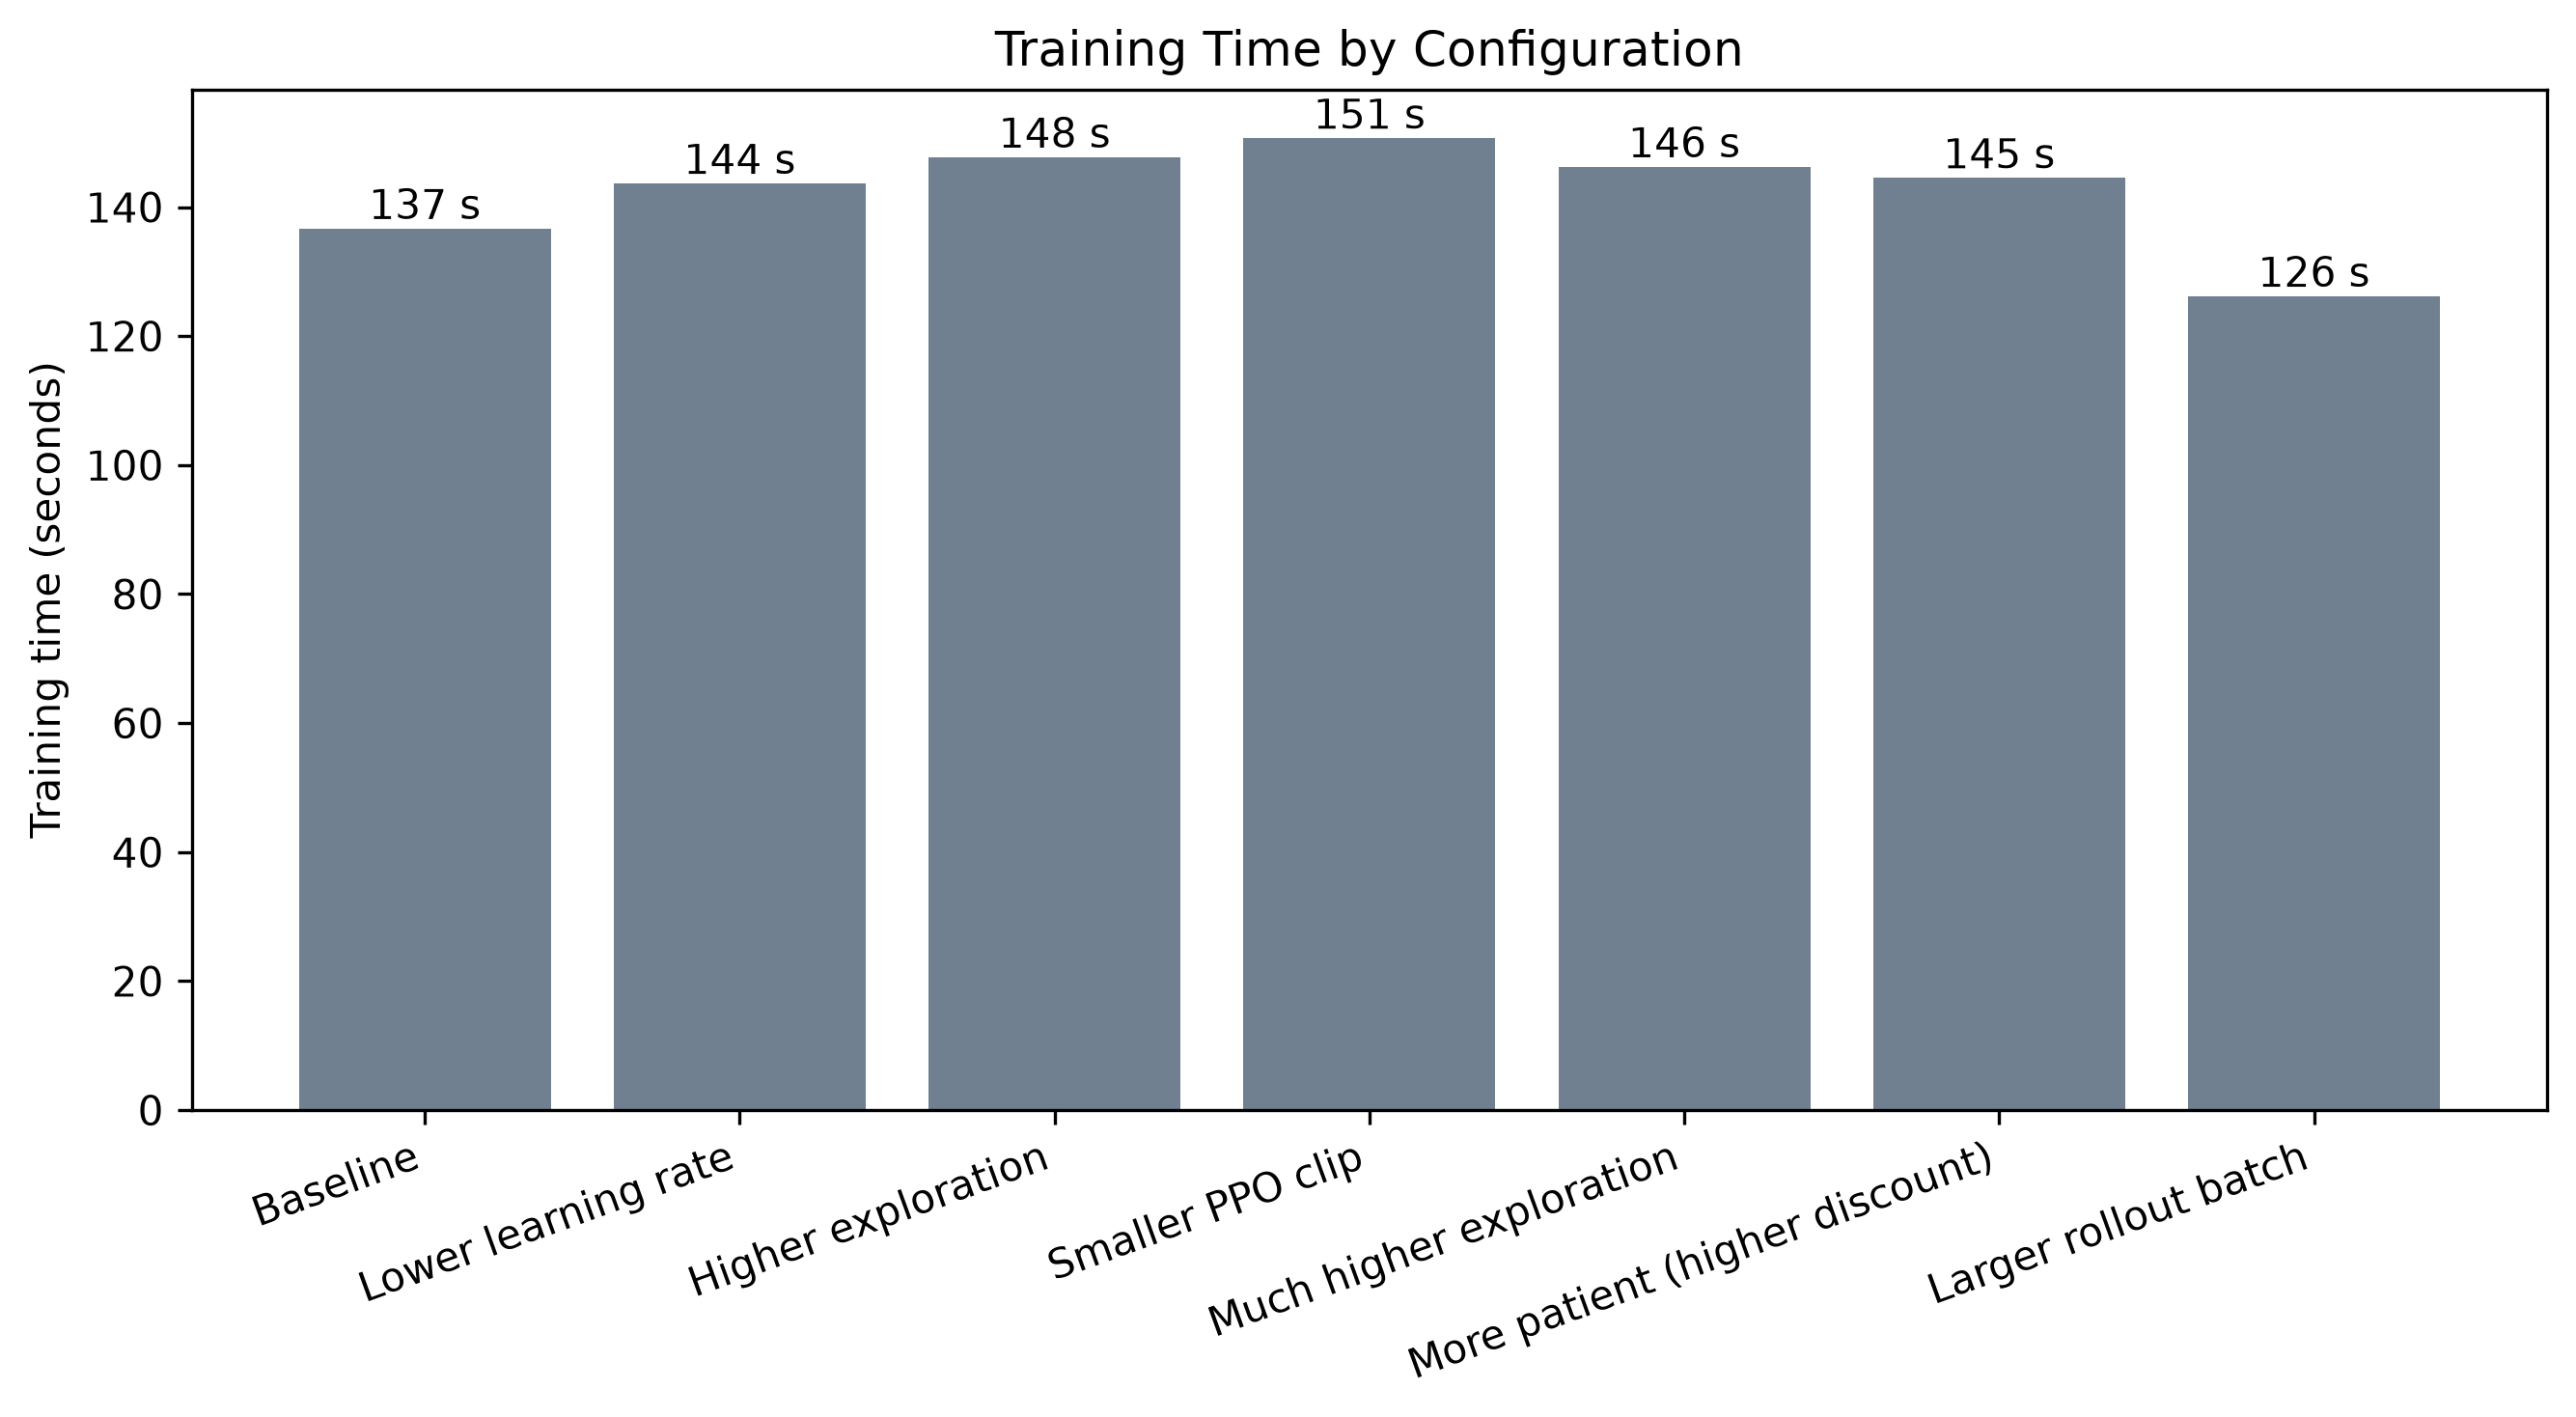 Training Time by Configuration
Training time (seconds)
140
120
100
80
60
40
20
0
137 s
144 s
148 s
151 s
146 s
145 s
126 s
Baseline
Lower learning rate
Higher exploration
Smaller PPO clip
Much higher exploration
More patient (higher discount)
Larger rollout batch